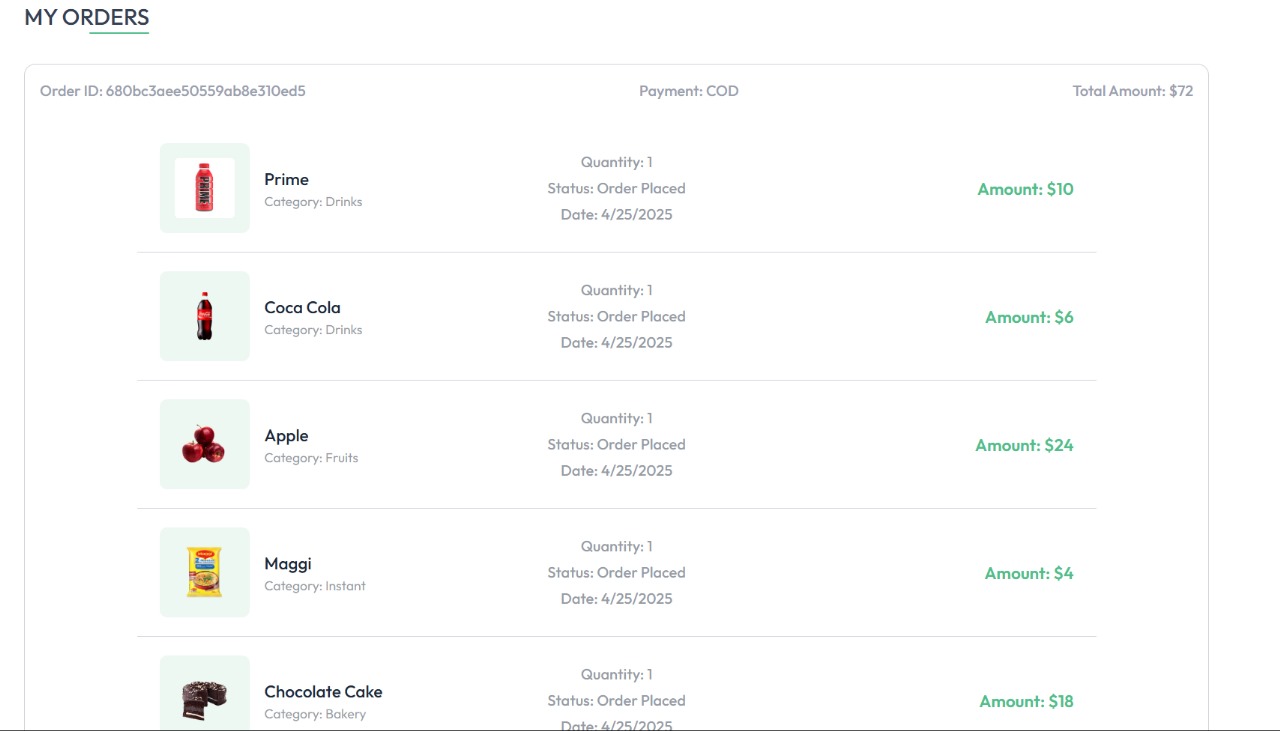 MY ORDERS
Order ID: 680bc3aee50559ab8e310ed5 Payment: COD Total Amount: $72
PRIME
Prime
Category: Drinks
Quantity: 1
Status: Order Placed
Date: 4/25/2025
Amount: $10
Coca Cola
Category: Drinks
Quantity: 1
Status: Order Placed
Date: 4/25/2025
Amount: $6
Apple
Category: Fruits
Quantity: 1
Status: Order Placed
Date: 4/25/2025
Amount: $24
Maggi
Category: Instant
Quantity: 1
Status: Order Placed
Date: 4/25/2025
Amount: $4
Chocolate Cake
Category: Bakery
Quantity: 1
Status: Order Placed
Date: 4/25/2025
Amount: $18